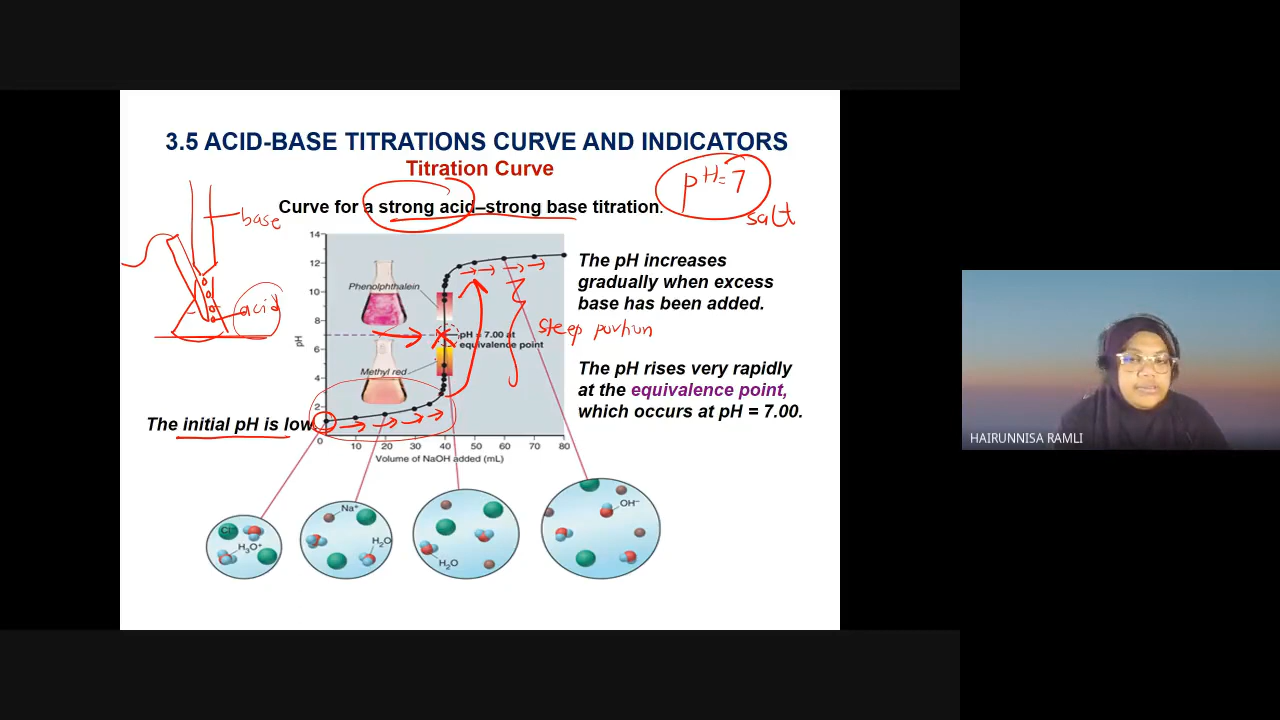 3.5 ACID-BASE TITRATIONS CURVE AND INDICATORS
Titration Curve
pH=7
salt
Curve for a strong acid–strong base titration.
base
acid
14
12
10
8
6
4
2
0
pH
Phenolphthalein
pH = 7.00 at
equivalence point
Methyl red
steep portion
The pH increases
gradually when excess
base has been added.
The pH rises very rapidly
at the equivalence point,
which occurs at pH = 7.00.
The initial pH is low.
10 20 30 40 50 60 70 80
Volume of NaOH added (mL)
Cl⁻
H₃O⁺
Na⁺
H₂O
H₂O
OH⁻
HAIRUNNISA RAMLI